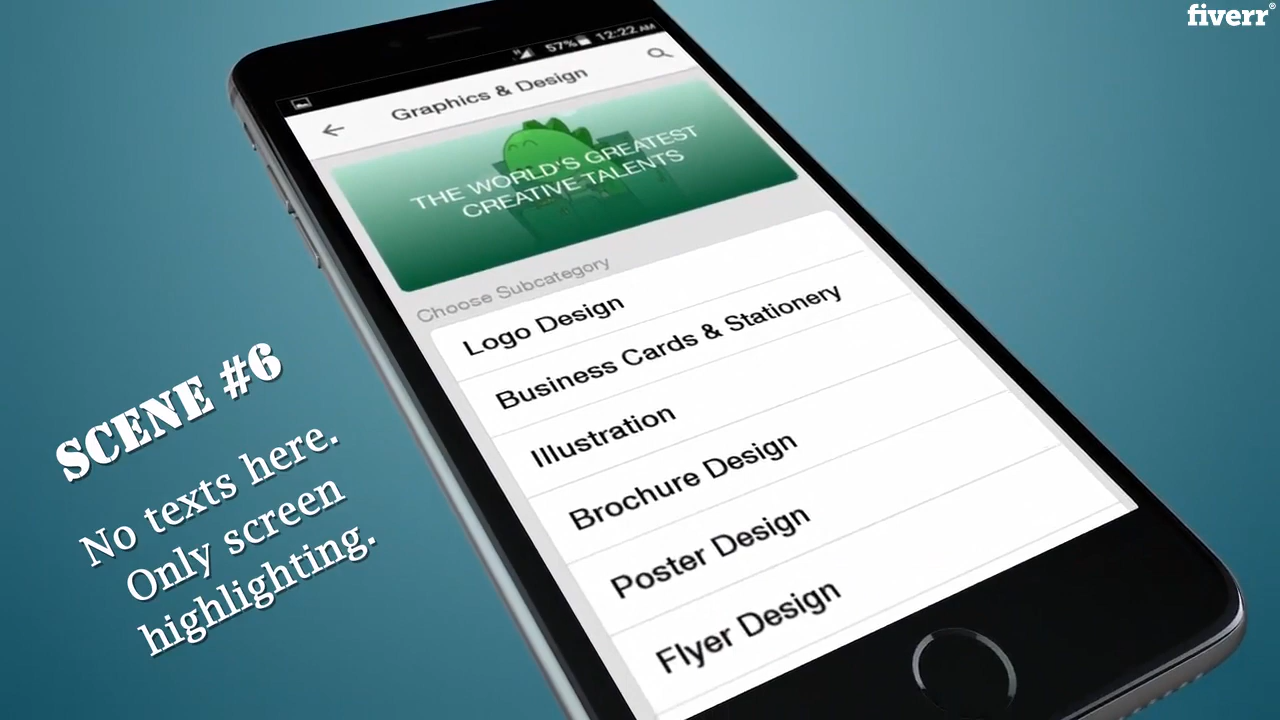 fiverr®
57% 12:22 AM
Graphics & Design
THE WORLD'S GREATEST
CREATIVE TALENTS
Choose Subcategory
Logo Design
Business Cards & Stationery
Illustration
Brochure Design
Poster Design
Flyer Design
SCENE #6
No texts here.
Only screen
highlighting.